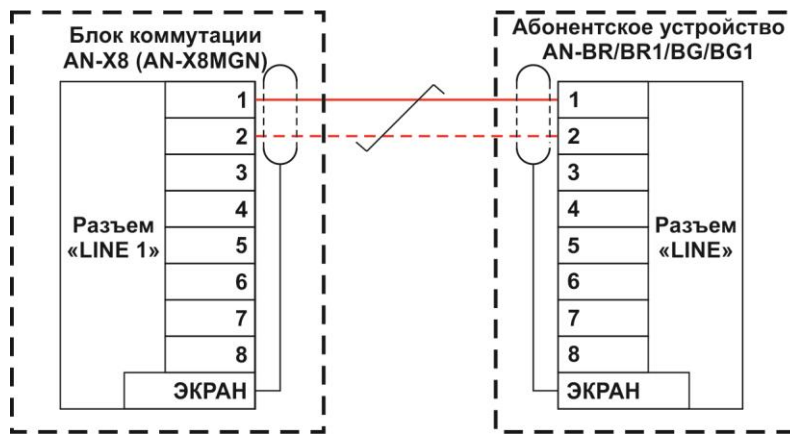 Блок коммутации
AN-X8 (AN-X8MGN)
Разъем
«LINE 1»
1
2
3
4
5
6
7
8
ЭКРАН
Абонентское устройство
AN-BR/BR1/BG/BG1
1
2
3
4
5
6
7
8
ЭКРАН
Разъем
«LINE»